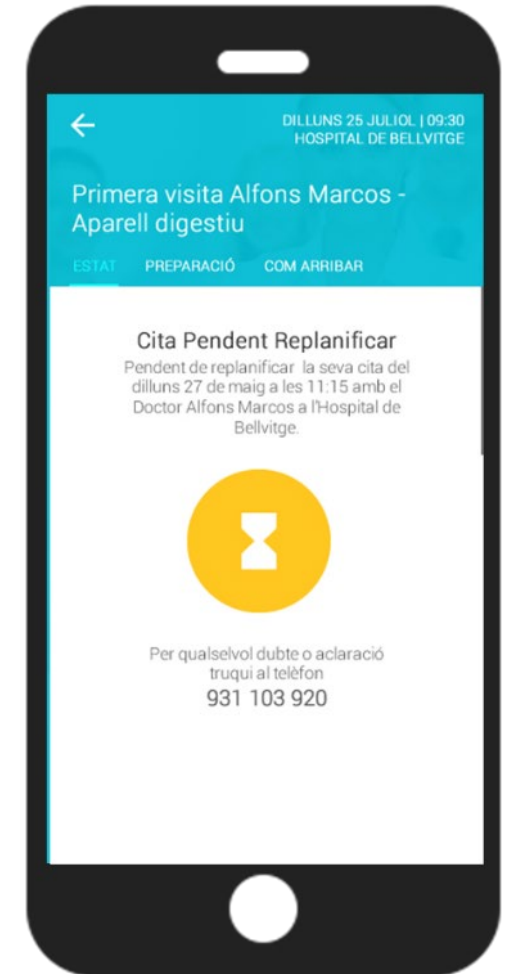 DILLUNS 25 JULIOL | 09:30
HOSPITAL DE BELLVITGE
Primera visita Alfons Marcos -
Aparell digestiu
ESTAT PREPARACIÓ COM ARRIBAR
Cita Pendent Replanificar
Pendent de replanificar la seva cita del
dilluns 27 de maig a les 11:15 amb el
Doctor Alfons Marcos a l'Hospital de
Bellvitge.
Per qualselvol dubte o aclaració
truqui al telèfon
931 103 920